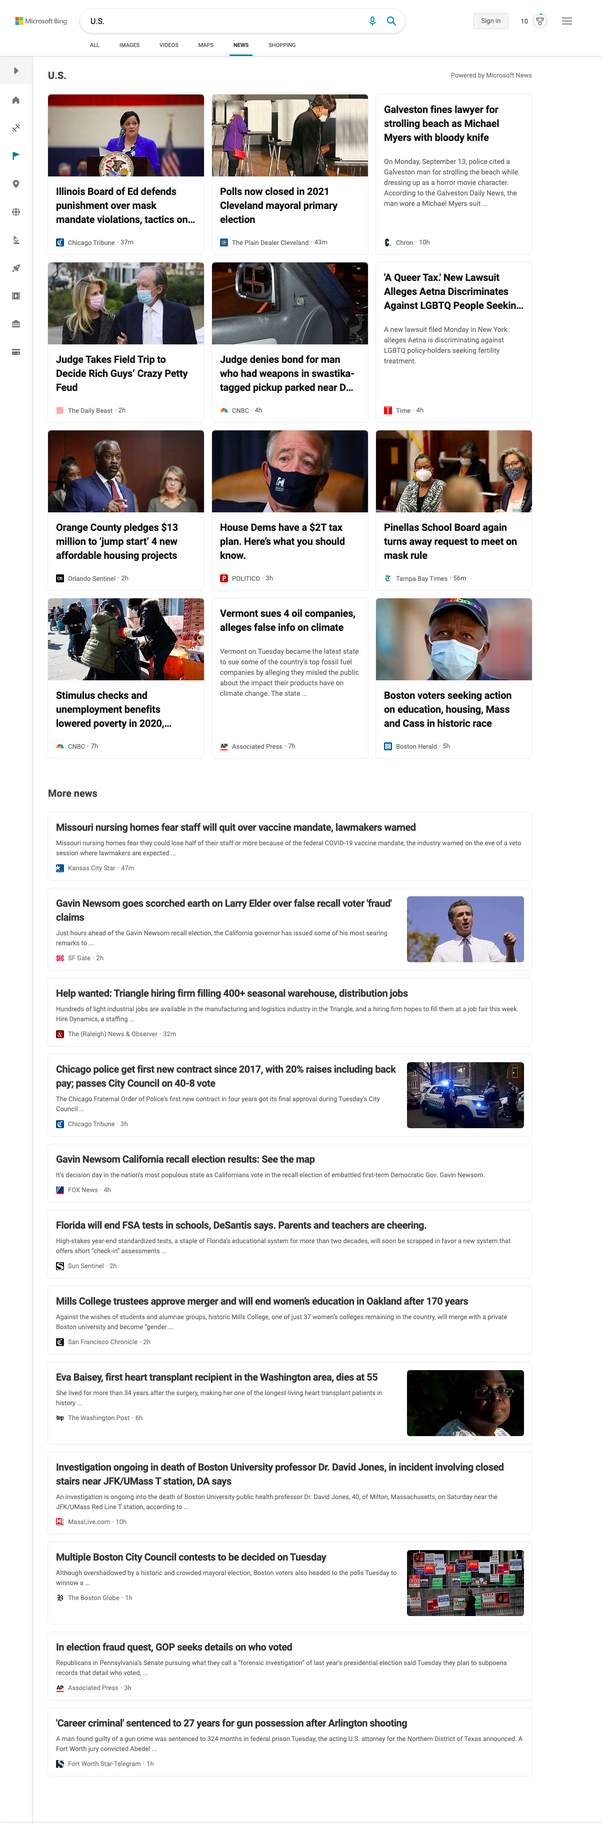 Microsoft Bing
U.S.
Sign in
10
ALL
IMAGES
VIDEOS
MAPS
NEWS
SHOPPING
U.S.
Powered by Microsoft News
Illinois Board of Ed defends
punishment over mask
mandate violations, tactics on...
Chicago Tribune · 37m
Polls now closed in 2021
Cleveland mayoral primary
election
The Plain Dealer Cleveland · 43m
Galveston fines lawyer for
strolling beach as Michael
Myers with bloody knife
On Monday, September 13, police cited a
Galveston man for strolling the beach while
dressing up as a horror movie character.
According to the Galveston Daily News, the
man wore a Michael Myers suit ...
Chron · 10h
Judge Takes Field Trip to
Decide Rich Guys' Crazy Petty
Feud
The Daily Beast · 2h
Judge denies bond for man
who had weapons in swastika-
tagged pickup parked near D...
CNBC · 4h
'A Queer Tax.' New Lawsuit
Alleges Aetna Discriminates
Against LGBTQ People Seekin...
A new lawsuit filed Monday in New York
alleges Aetna is discriminating against
LGBTQ policy-holders seeking fertility
treatment.
Time · 4h
Orange County pledges $13
million to 'jump start' 4 new
affordable housing projects
Orlando Sentinel · 2h
House Dems have a $2T tax
plan. Here's what you should
know.
POLITICO · 3h
Pinellas School Board again
turns away request to meet on
mask rule
Tampa Bay Times · 56m
Stimulus checks and
unemployment benefits
lowered poverty in 2020,...
CNBC · 7h
Vermont sues 4 oil companies,
alleges false info on climate
Vermont on Tuesday became the latest state
to sue some of the country's top fossil fuel
companies by alleging they misled the public
about the impact their products have on
climate change. The state ...
AP
Associated Press · 7h
Boston voters seeking action
on education, housing, Mass
and Cass in historic race
Boston Herald · 5h
More news
Missouri nursing homes fear staff will quit over vaccine mandate, lawmakers warned
Missouri nursing homes fear they could lose half of their staff or more because of the federal COVID-19 vaccine mandate, the industry warned on the eve of a veto
session where lawmakers are expected ...
Kansas City Star · 47m
Gavin Newsom goes scorched earth on Larry Elder over false recall voter 'fraud'
claims
Just hours ahead of the Gavin Newsom recall election, the California governor has issued some of his most searing
remarks to ...
SF Gate · 2h
Help wanted: Triangle hiring firm filling 400+ seasonal warehouse, distribution jobs
Hundreds of light industrial jobs are available in the manufacturing and logistics industry in the Triangle, and a hiring firm hopes to fill them at a job fair this week.
Hire Dynamics, a staffing ...
The (Raleigh) News & Observer · 32m
Chicago police get first new contract since 2017, with 20% raises including back
pay; passes City Council on 40-8 vote
The Chicago Fraternal Order of Police's first new contract in four years got its final approval during Tuesday's City
Council ...
Chicago Tribune · 3h
Gavin Newsom California recall election results: See the map
It's decision day in the nation's most populous state as Californians vote in the recall election of embattled first-term Democratic Gov. Gavin Newsom.
FOX News · 4h
Florida will end FSA tests in schools, DeSantis says. Parents and teachers are cheering.
High-stakes year-end standardized tests, a staple of Florida's educational system for more than two decades, will soon be scrapped in favor a new system that
offers short "check-in" assessments ...
Sun Sentinel · 2h
Mills College trustees approve merger and will end women's education in Oakland after 170 years
Against the wishes of students and alumnae groups, historic Mills College, one of just 37 women's colleges remaining in the country, will merge with a private
Boston university and become "gender ...
San Francisco Chronicle · 2h
Eva Baisey, first heart transplant recipient in the Washington area, dies at 55
She lived for more than 34 years after the surgery, making her one of the longest-living heart transplant patients in
history ...
wp
The Washington Post · 6h
Investigation ongoing in death of Boston University professor Dr. David Jones, in incident involving closed
stairs near JFK/UMass T station, DA says
An investigation is ongoing into the death of Boston University public health professor Dr. David Jones, 40, of Milton, Massachusetts, on Saturday near the
JFK/UMass Red Line T station, according to ...
MassLive.com · 10h
Multiple Boston City Council contests to be decided on Tuesday
Although overshadowed by a historic and crowded mayoral election, Boston voters also headed to the polls Tuesday to
winnow a ...
The Boston Globe · 1h
In election fraud quest, GOP seeks details on who voted
Republicans in Pennsylvania's Senate pursuing what they call a "forensic investigation" of last year's presidential election said Tuesday they plan to subpoena
records that detail who voted, ...
AP
Associated Press · 3h
'Career criminal' sentenced to 27 years for gun possession after Arlington shooting
A man found guilty of a gun crime was sentenced to 324 months in federal prison Tuesday, the acting U.S. attorney for the Northern District of Texas announced. A
Fort Worth jury convicted Abedel ...
Fort Worth Star-Telegram · 1h